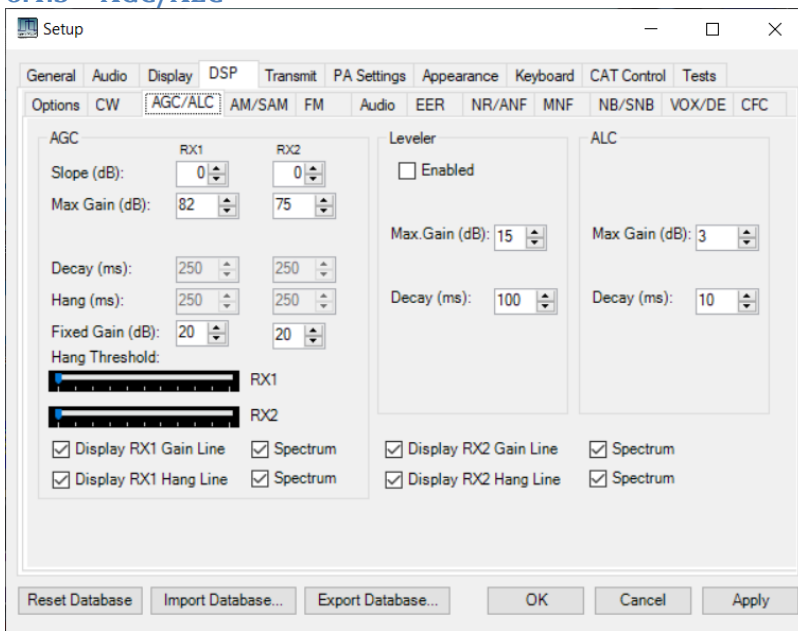 Setup
General Audio Display DSP Transmit PA Settings Appearance Keyboard CAT Control Tests
Options CW AGC/ALC AM/SAM FM Audio EER NR/ANF MNF NB/SNB VOX/DE CFC
AGC
RX1 RX2
Slope (dB): 0 0
Max Gain (dB): 82 75
Decay (ms): 250 250
Hang (ms): 250 250
Fixed Gain (dB): 20 20
Hang Threshold:
RX1
RX2
Leveler
Enabled
Max.Gain (dB): 15
Decay (ms): 100
ALC
Max Gain (dB): 3
Decay (ms): 10
Display RX1 Gain Line Spectrum Display RX2 Gain Line Spectrum
Display RX1 Hang Line Spectrum Display RX2 Hang Line Spectrum
Reset Database Import Database... Export Database... OK Cancel Apply